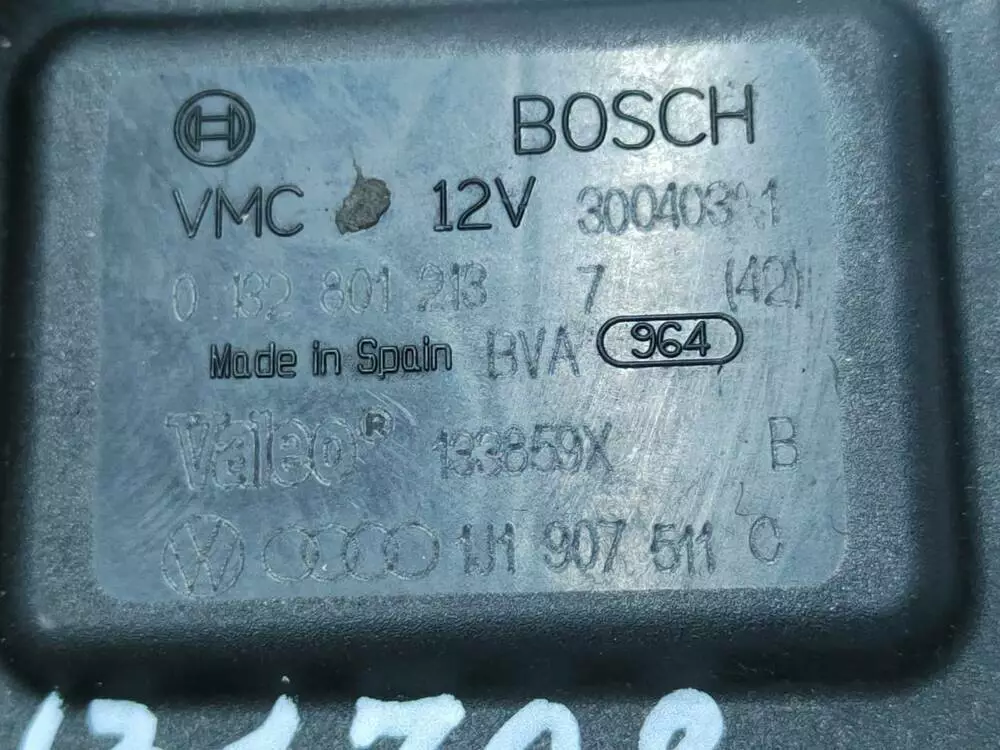 BOSCH
VMC 12V
0 132 801 213 7 (42)
Made in Spain BVA 964
Valeo® 133859X B
1J1 907 511 C